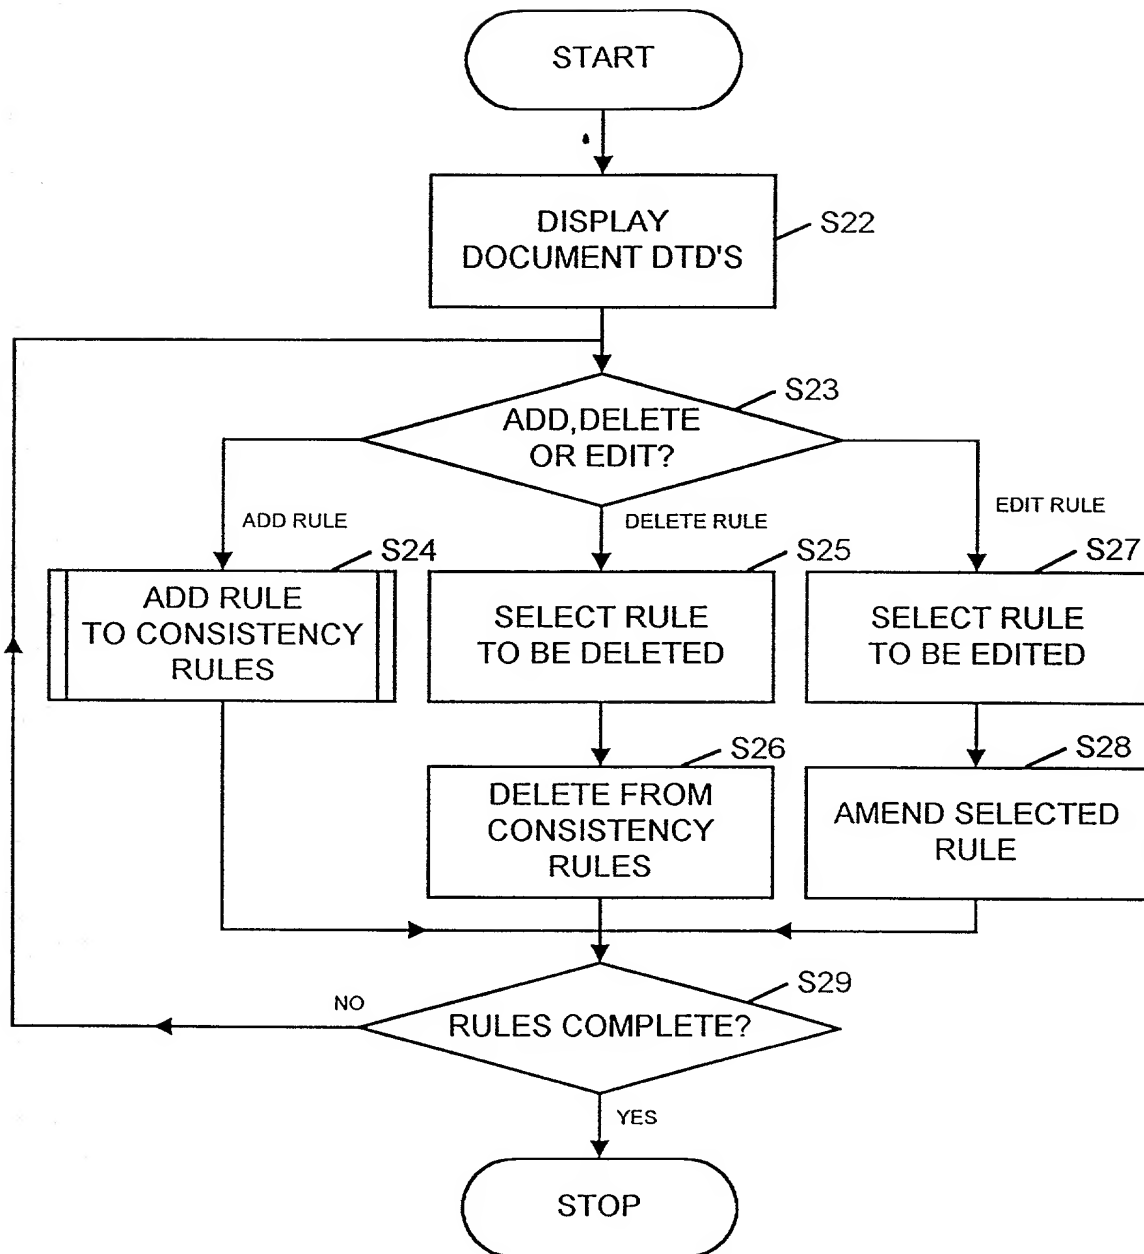 START
DISPLAY
DOCUMENT DTD'S
S22
S23
ADD,DELETE
OR EDIT?
ADD RULE
DELETE RULE
EDIT RULE
S24
ADD RULE
TO CONSISTENCY
RULES
S25
SELECT RULE
TO BE DELETED
S27
SELECT RULE
TO BE EDITED
S26
DELETE FROM
CONSISTENCY
RULES
S28
AMEND SELECTED
RULE
S29
RULES COMPLETE?
NO
YES
STOP